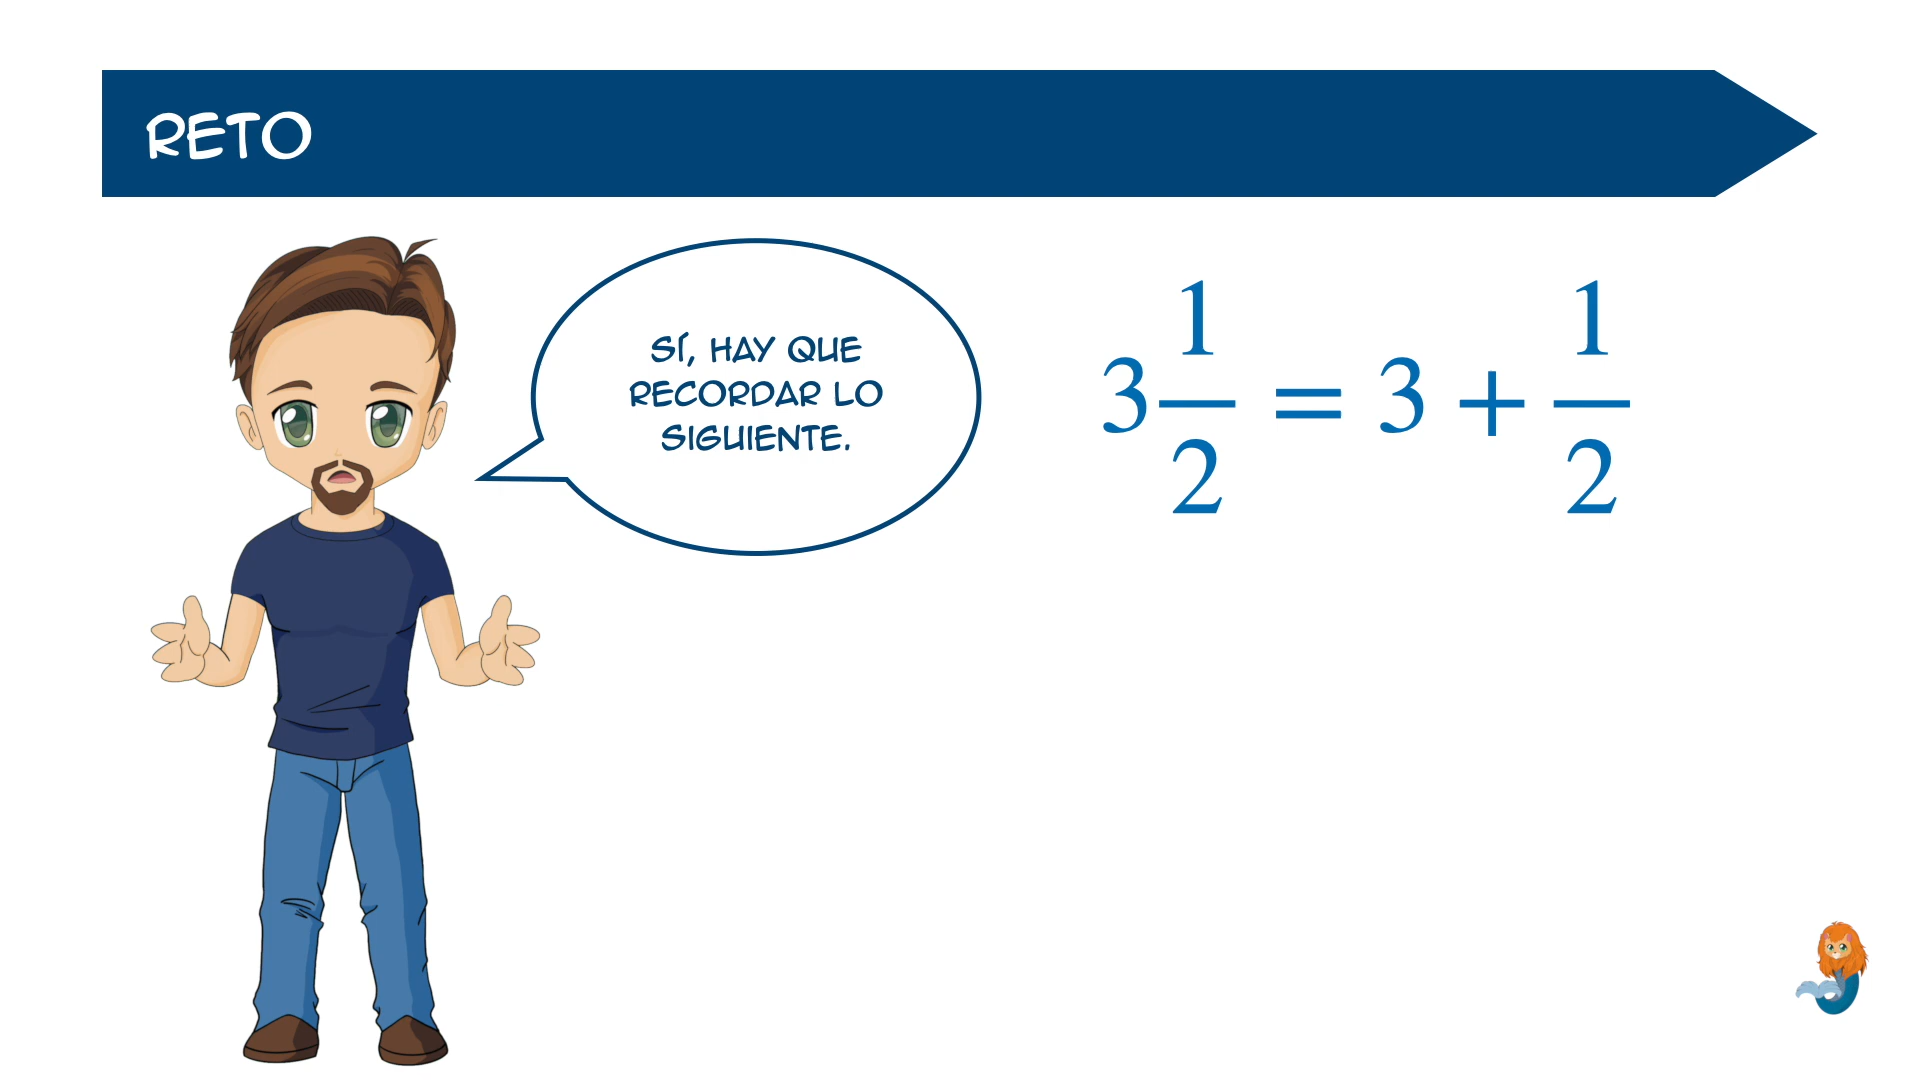 RETO
SÍ, HAY QUE
RECORDAR LO
SIGUIENTE.
3 1/2 = 3 + 1/2